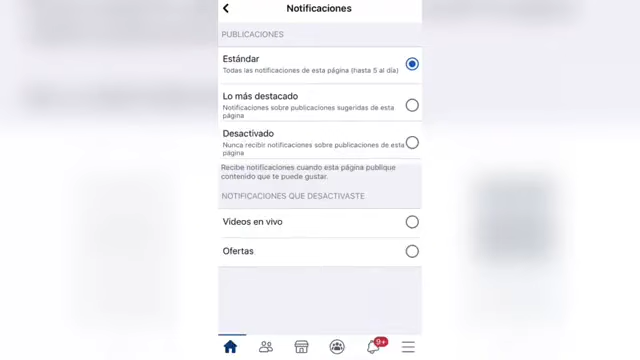 Notificaciones
PUBLICACIONES
Estándar
Todas las notificaciones de esta página (hasta 5 al día)
Lo más destacado
Notificaciones sobre publicaciones sugeridas de esta
página
Desactivado
Nunca recibir notificaciones sobre publicaciones de esta
página
Recibe notificaciones cuando esta página publique
contenido que te puede gustar.
NOTIFICACIONES QUE DESACTIVASTE
Videos en vivo
Ofertas
9+